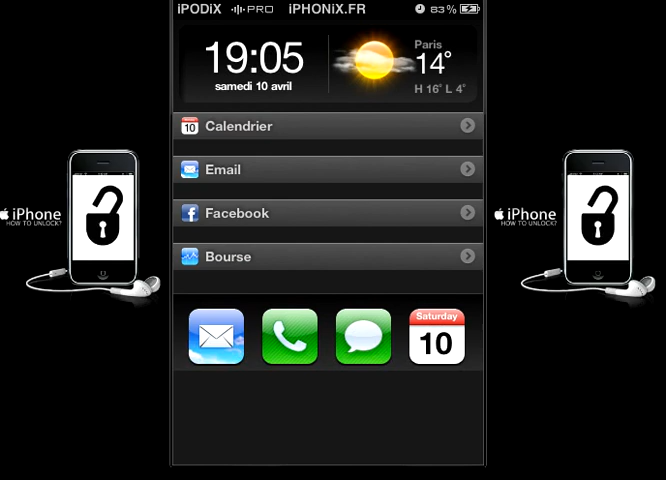 iPODiX PRO iPHONiX.FR 83%
19:05
samedi 10 avril
Paris
14°
H 16° L 4°
10 Calendrier
Email
f Facebook
Bourse
Saturday
10
iPhone
HOW TO UNLOCK?
iPhone
HOW TO UNLOCK?